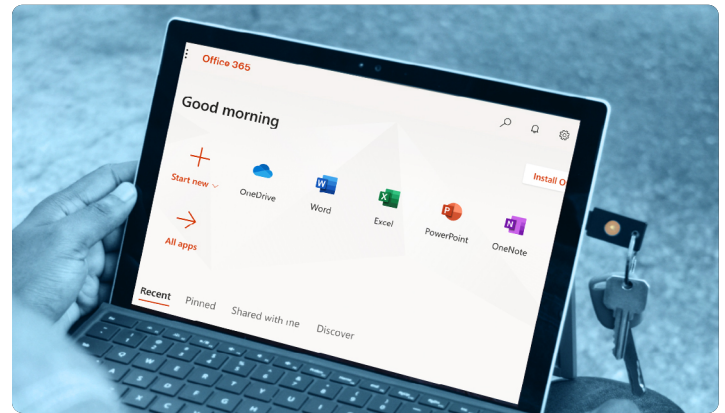 Office 365
Good morning
Install O
Start new
OneDrive
Word
Excel
PowerPoint
OneNote
All apps
Recent
Pinned
Shared with me
Discover